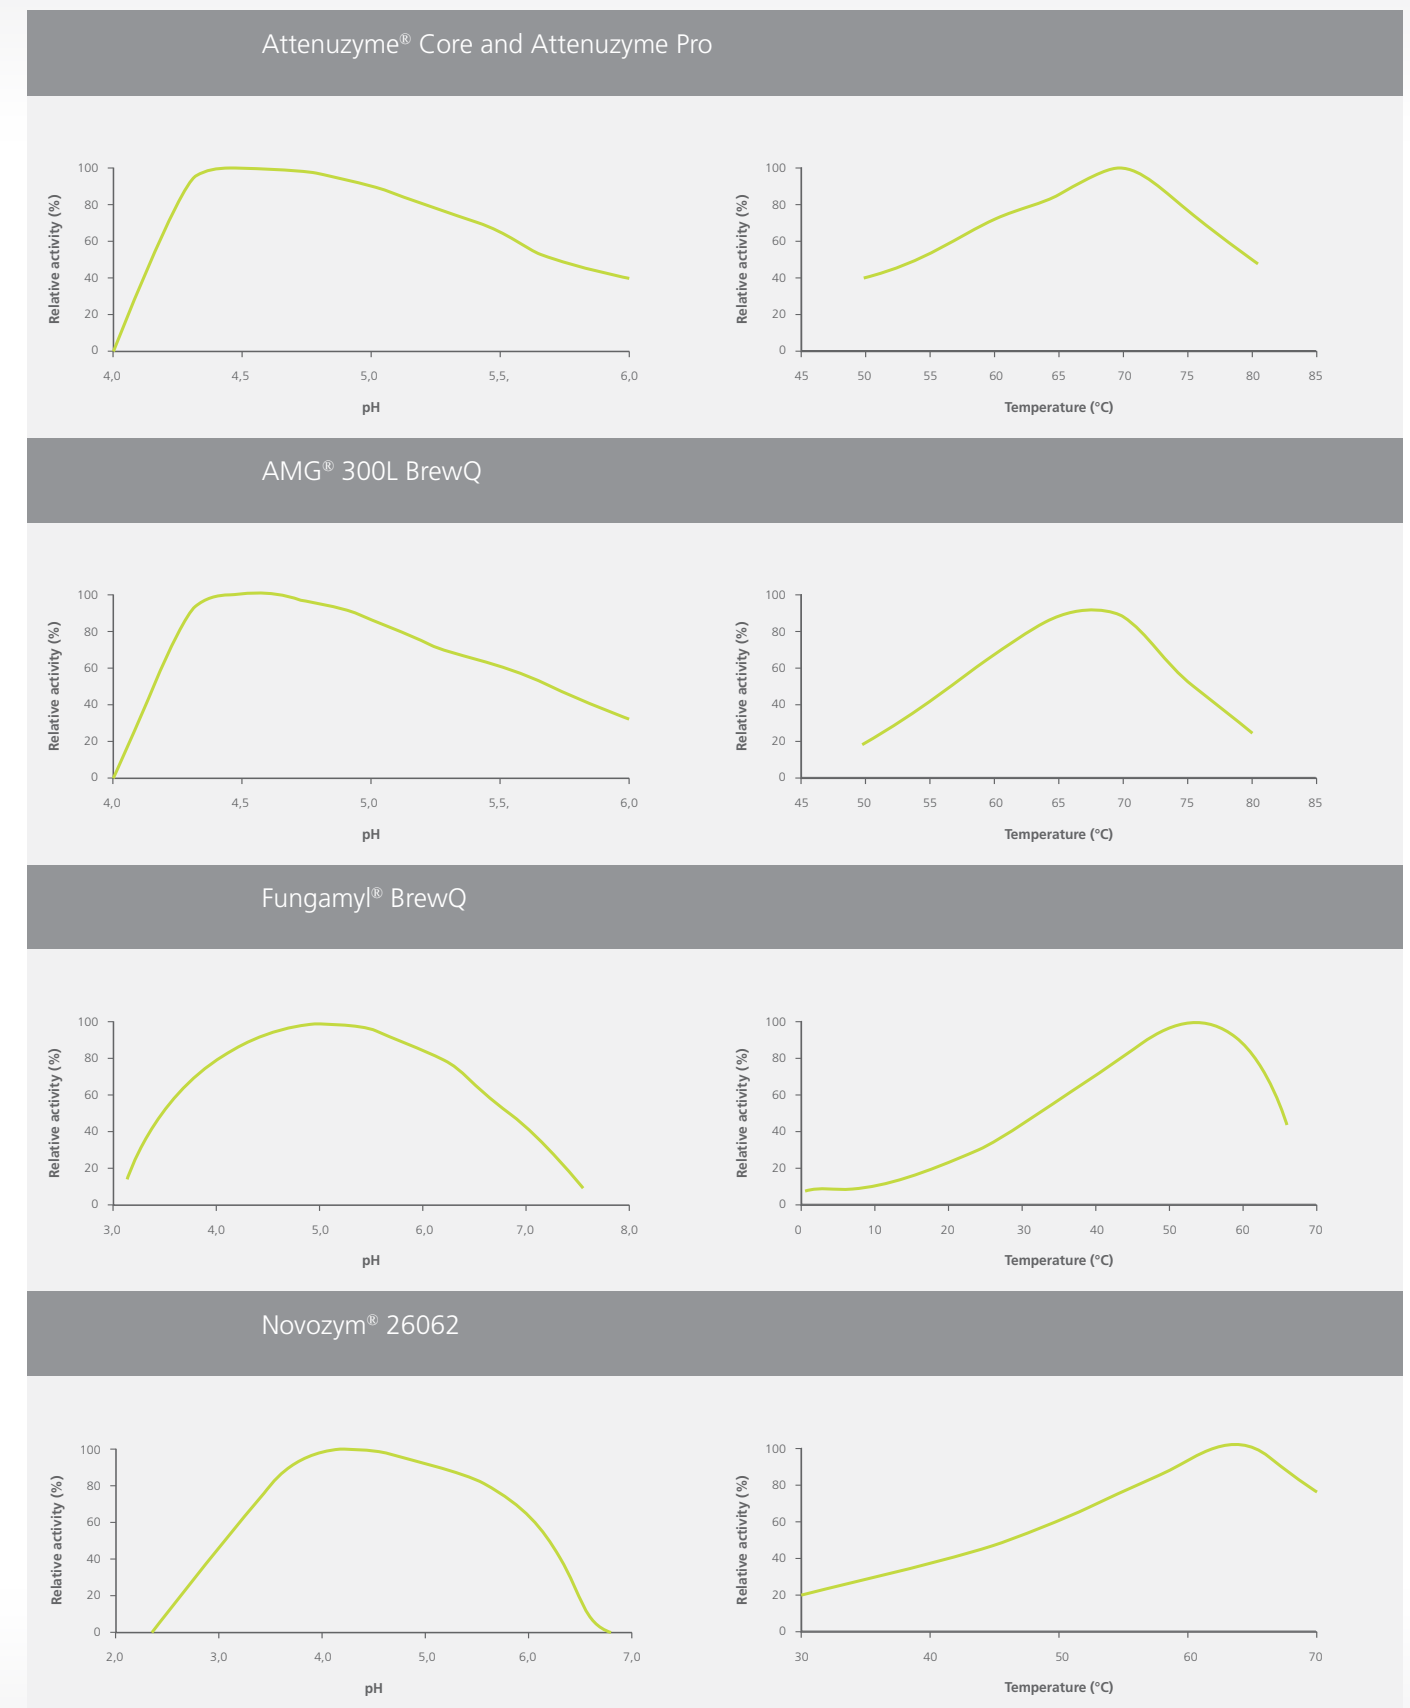 Attenuzyme® Core and Attenuzyme Pro
Relative activity (%)
100
80
60
40
20
0
4,0 4,5 5,0 5,5, 6,0
pH
Relative activity (%)
100
80
60
40
20
0
45 50 55 60 65 70 75 80 85
Temperature (°C)
AMG® 300L BrewQ
Relative activity (%)
100
80
60
40
20
0
4,0 4,5 5,0 5,5, 6,0
pH
Relative activity (%)
100
80
60
40
20
0
45 50 55 60 65 70 75 80 85
Temperature (°C)
Fungamyl® BrewQ
Relative activity (%)
100
80
60
40
20
0
3,0 4,0 5,0 6,0 7,0 8,0
pH
Relative activity (%)
100
80
60
40
20
0
0 10 20 30 40 50 60 70
Temperature (°C)
Novozym® 26062
Relative activity (%)
100
80
60
40
20
0
2,0 3,0 4,0 5,0 6,0 7,0
pH
Relative activity (%)
100
80
60
40
20
0
30 40 50 60 70
Temperature (°C)